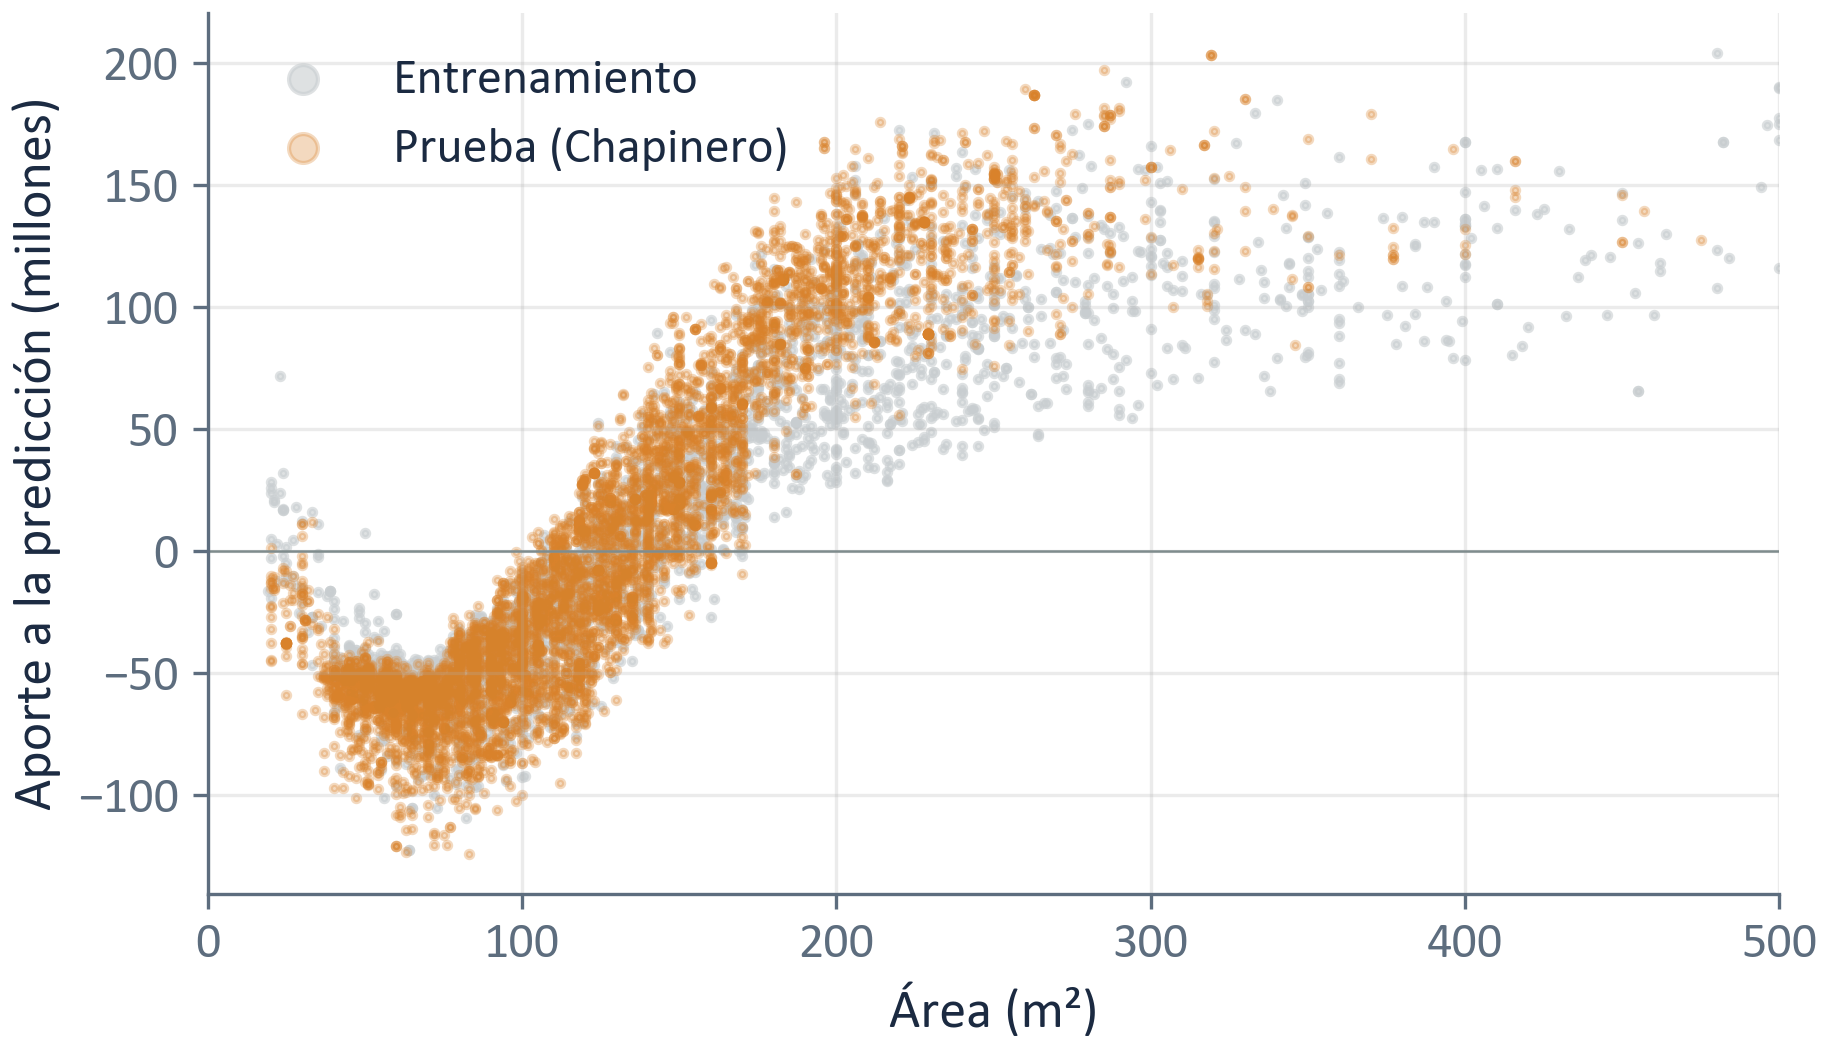 Entrenamiento
Prueba (Chapinero)
Aporte a la predicción (millones)
200
150
100
50
0
−50
−100
0 100 200 300 400 500
Área (m²)